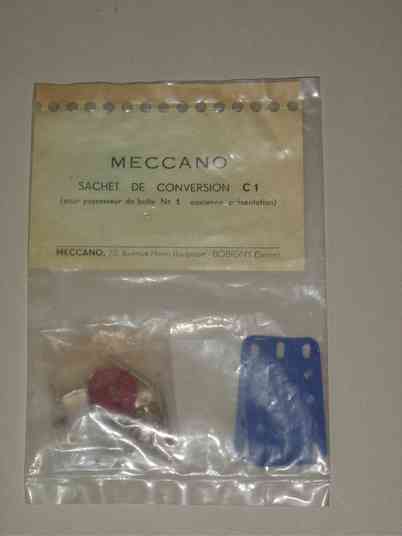 MECCANO
SACHET DE CONVERSION C1
(pour possesseur de boîte No 1 ancienne présentation)
MECCANO, Avenue Henri Barbusse - BOBIGNY (Seine)